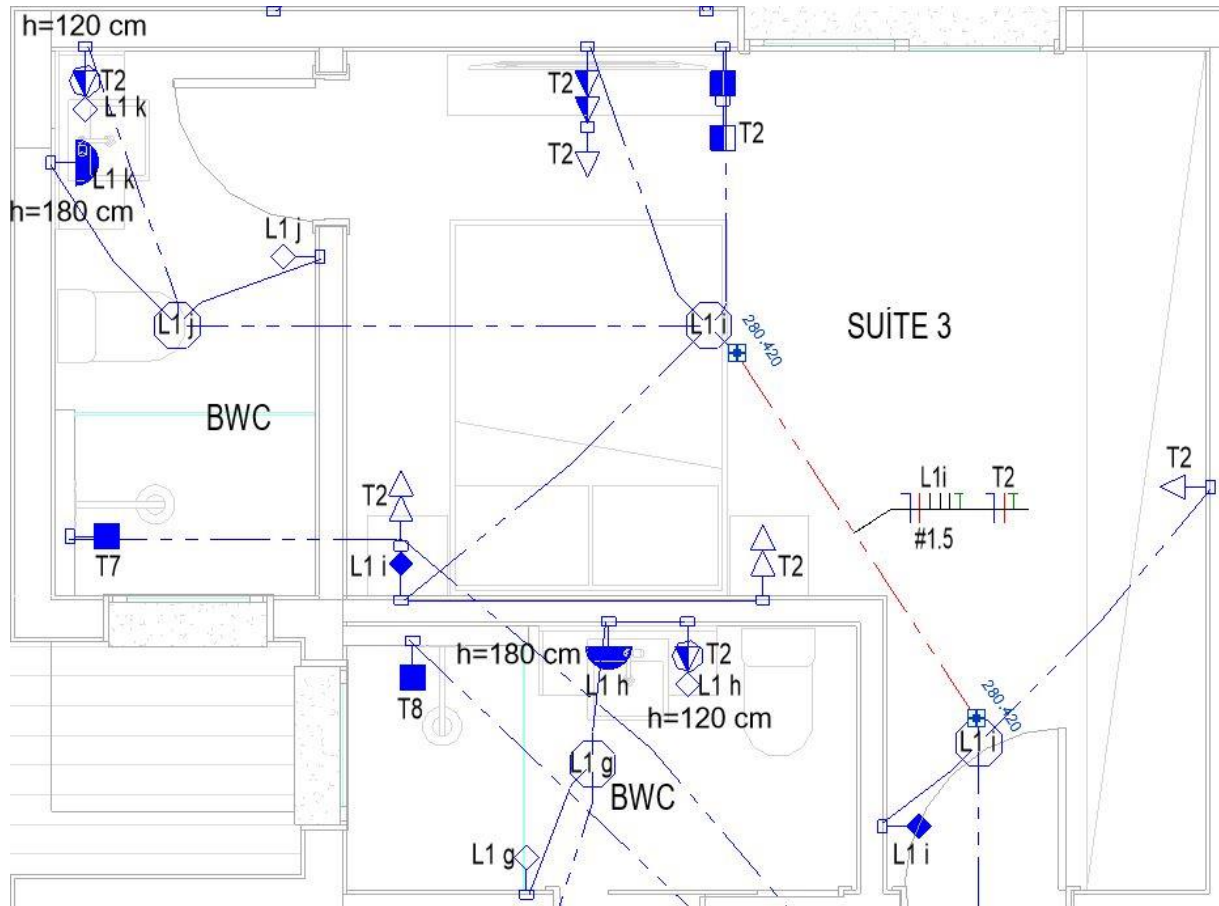 h=120 cm
T2
L1 k
L1 k
h=180 cm
L1 j
L1 j
BWC
T7
T2
T2
T2
L1 i
280.420
SUİTE 3
L1i T2
#1.5
T2
T2
L1 i
T2
h=180 cm
T2
L1 h
L1 h
h=120 cm
T8
L1 g
BWC
L1 g
280.420
L1 i
L1 i